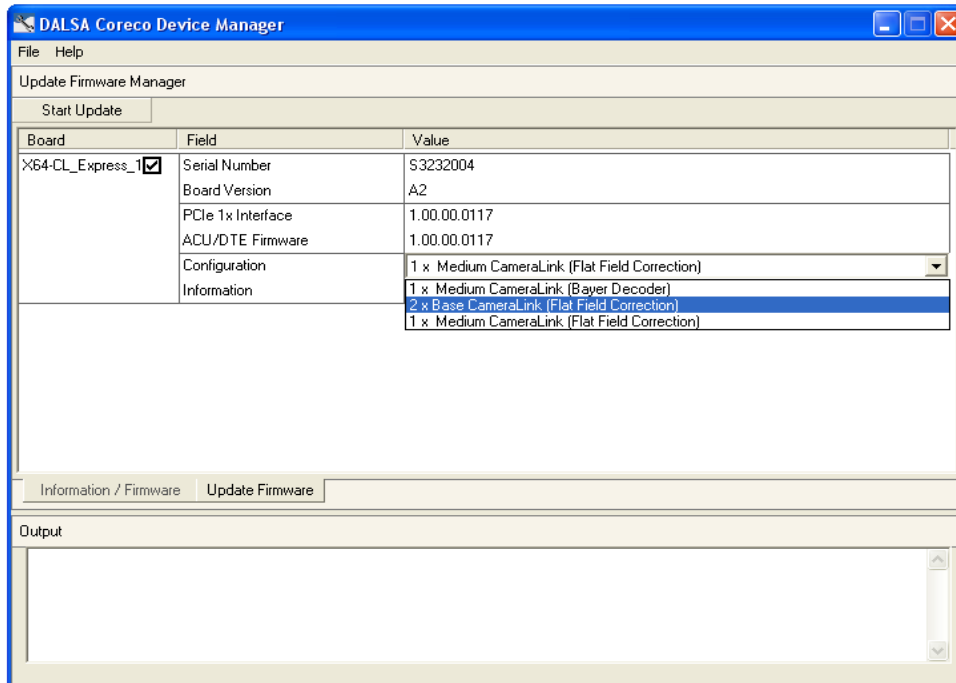 DALSA Coreco Device Manager
File Help
Update Firmware Manager
Start Update
Board Field Value
X64-CL_Express_1 Serial Number S3232004
Board Version A2
PCIe 1x Interface 1.00.00.0117
ACU/DTE Firmware 1.00.00.0117
Configuration 1 x Medium CameraLink (Flat Field Correction)
Information 1 x Medium CameraLink (Bayer Decoder)
2 x Base CameraLink (Flat Field Correction)
1 x Medium CameraLink (Flat Field Correction)
Information / Firmware Update Firmware
Output